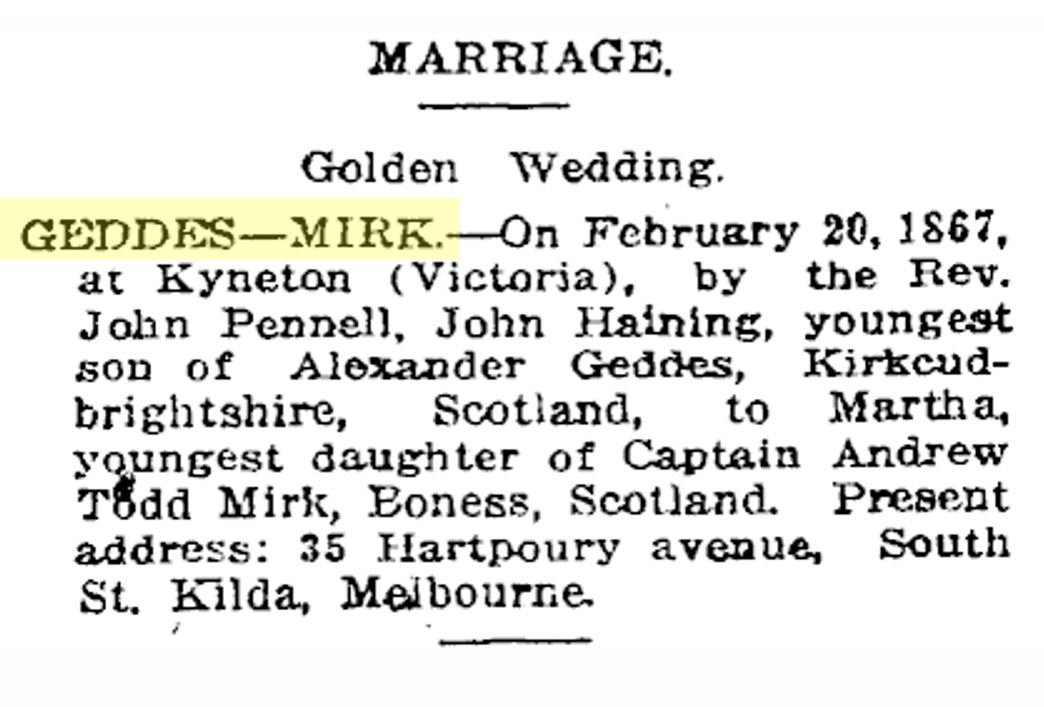 MARRIAGE.
Golden Wedding.
GEDDES—MIRK.—On February 20, 1867,
at Kyneton (Victoria), by the Rev.
John Pennell, John Haining, youngest
son of Alexander Geddes, Kirkcud-
brightshire, Scotland, to Martha,
youngest daughter of Captain Andrew
Todd Mirk, Boness, Scotland. Present
address: 35 Hartpoury avenue, South
St. Kilda, Melbourne.